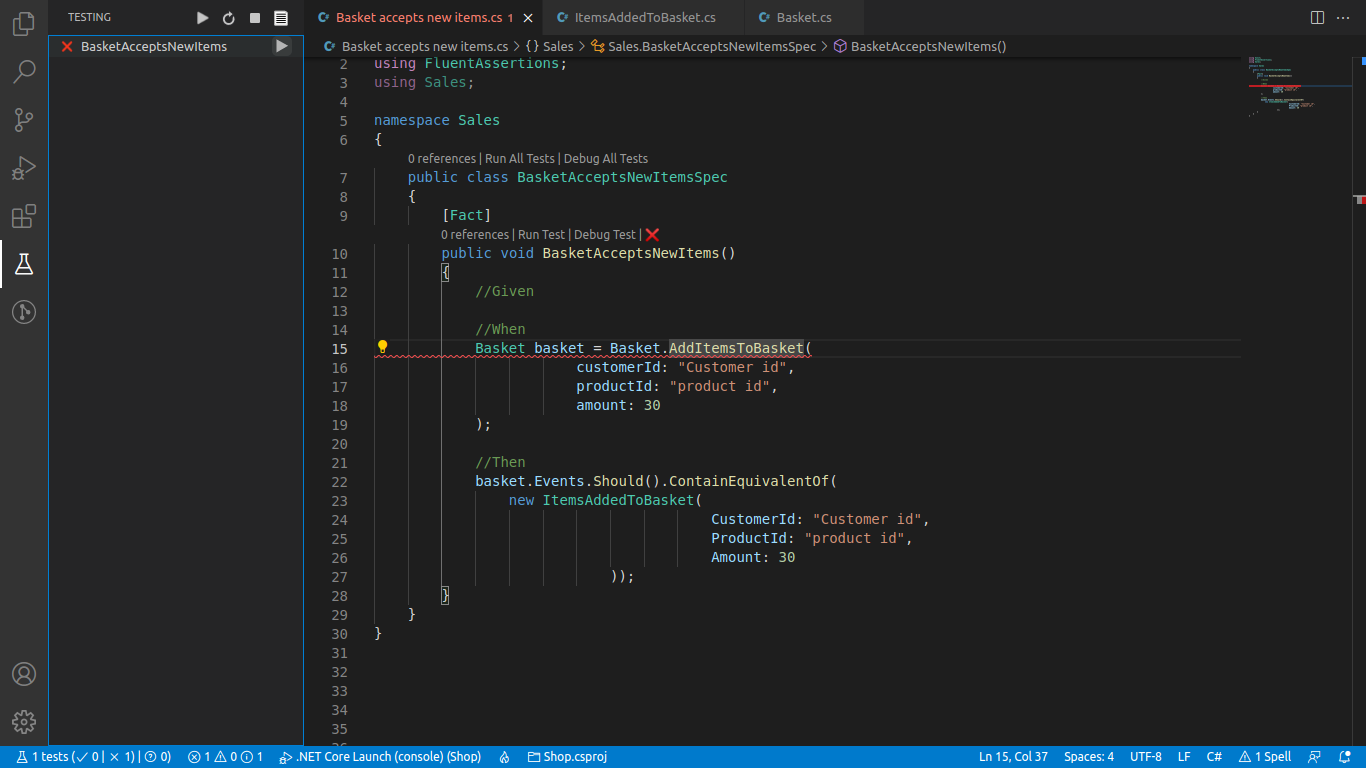 TESTING
Basket accepts new items.cs 1
ItemsAddedToBasket.cs
Basket.cs
BasketAcceptsNewItems
Basket accepts new items.cs > {} Sales > Sales.BasketAcceptsNewItemsSpec > BasketAcceptsNewItems()
2 using FluentAssertions;
3 using Sales;
4
5 namespace Sales
6 {
0 references | Run All Tests | Debug All Tests
7 public class BasketAcceptsNewItemsSpec
8 {
9 [Fact]
0 references | Run Test | Debug Test | ❌
10 public void BasketAcceptsNewItems()
11 {
12 //Given
13
14 //When
15 Basket basket = Basket.AddItemsToBasket(
16 customerId: "Customer id",
17 productId: "product id",
18 amount: 30
19 );
20
21 //Then
22 basket.Events.Should().ContainEquivalentOf(
23 new ItemsAddedToBasket(
24 CustomerId: "Customer id",
25 ProductId: "product id",
26 Amount: 30
27 ));
28 }
29 }
30 }
31
32
33
34
35
1 tests (✓ 0 | × 1) | ? 0) 1 0 1 .NET Core Launch (console) (Shop) Shop.csproj Ln 15, Col 37 Spaces: 4 UTF-8 LF C# 1 Spell